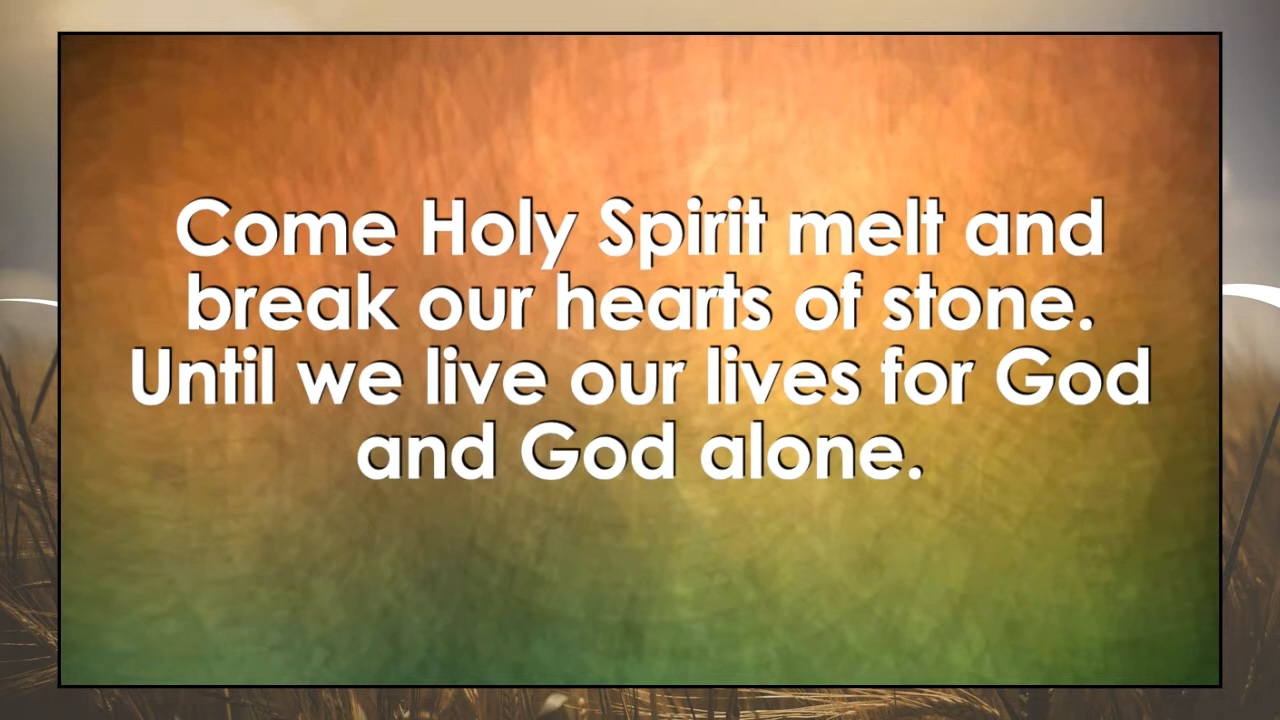 Come Holy Spirit melt and
break our hearts of stone.
Until we live our lives for God
and God alone.